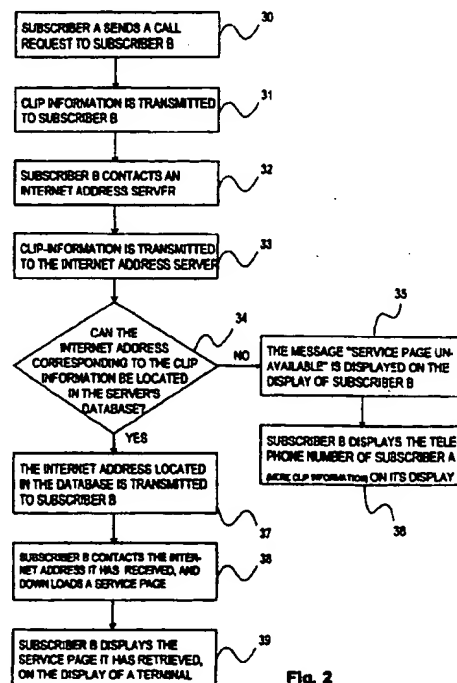 SUBSCRIBER A SENDS A CALL
REQUEST TO SUBSCRIBER B
30
CLIP INFORMATION IS TRANSMITTED
TO SUBSCRIBER B
31
SUBSCRIBER B CONTACTS AN
INTERNET ADDRESS SERVER
32
CLIP-INFORMATION IS TRANSMITTED
TO THE INTERNET ADDRESS SERVER
33
CAN THE
INTERNET ADDRESS
CORRESPONDING TO THE CLIP
INFORMATION BE LOCATED
IN THE SERVER'S
DATABASE?
34
NO
YES
35
THE MESSAGE "SERVICE PAGE UN-
AVAILABLE" IS DISPLAYED ON THE
DISPLAY OF SUBSCRIBER B
SUBSCRIBER B DISPLAYS THE TELE
PHONE NUMBER OF SUBSCRIBER A
(MERE CLIP INFORMATION) ON ITS DISPLAY
36
THE INTERNET ADDRESS LOCATED
IN THE DATABASE IS TRANSMITTED
TO SUBSCRIBER B
37
SUBSCRIBER B CONTACTS THE INTER-
NET ADDRESS IT HAS RECEIVED, AND
DOWN LOADS A SERVICE PAGE
38
SUBSCRIBER B DISPLAYS THE
SERVICE PAGE IT HAS RETRIEVED,
ON THE DISPLAY OF A TERMINAL
39
Fig. 2